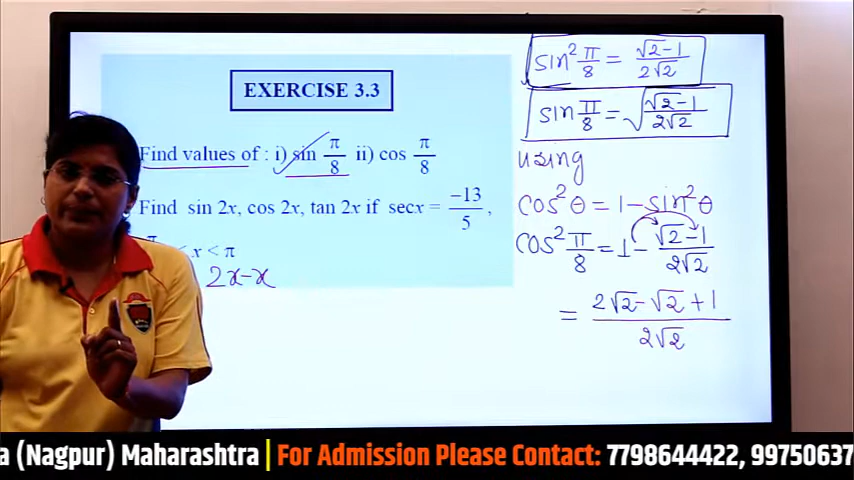 EXERCISE 3.3
Find values of : i) sin π/8 ii) cos π/8
Find sin 2x, cos 2x, tan 2x if secx = -13/5 ,
< x < π
2x-x
sin² π/8 = √2-1/2√2
sin π/8 = √(√2-1/2√2)
using
cos²θ = 1-sin²θ
cos² π/8 = 1- √2-1/2√2
= 2√2-√2+1/2√2
a (Nagpur) Maharashtra | For Admission Please Contact: 7798644422, 99750637